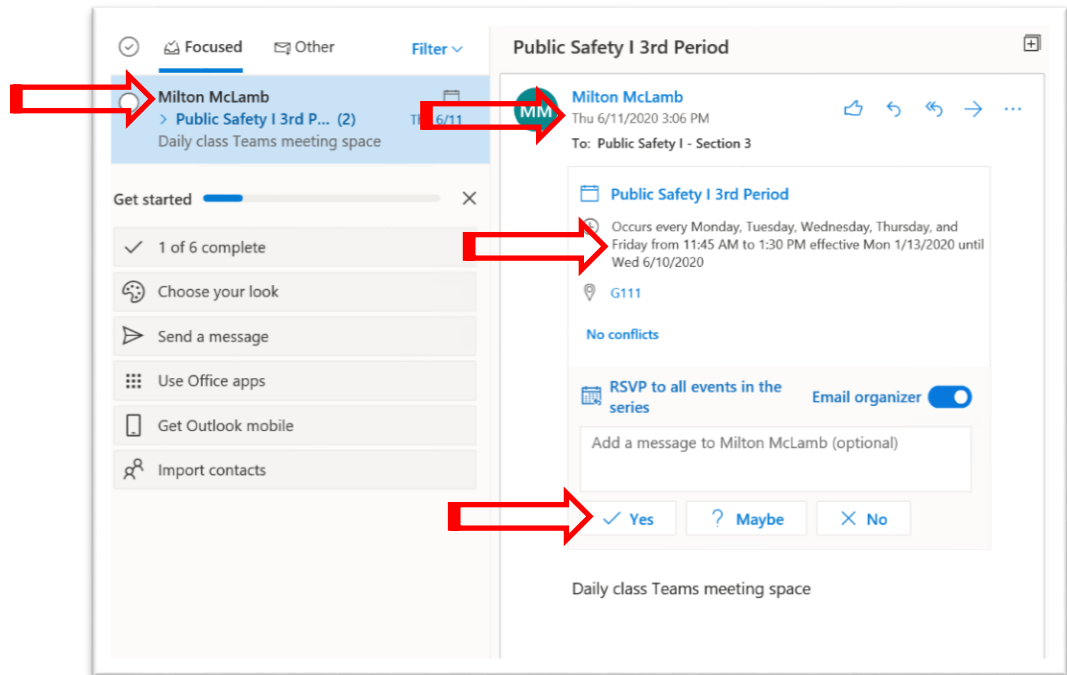 Focused
Other
Filter
Milton McLamb
Public Safety I 3rd P... (2)
6/11
Daily class Teams meeting space
Get started
1 of 6 complete
Choose your look
Send a message
Use Office apps
Get Outlook mobile
Import contacts
Public Safety I 3rd Period
MM
Milton McLamb
Thu 6/11/2020 3:06 PM
To: Public Safety I - Section 3
Public Safety I 3rd Period
Occurs every Monday, Tuesday, Wednesday, Thursday, and
Friday from 11:45 AM to 1:30 PM effective Mon 1/13/2020 until
Wed 6/10/2020
G111
No conflicts
RSVP to all events in the
series
Email organizer
Add a message to Milton McLamb (optional)
Yes
Maybe
No
Daily class Teams meeting space